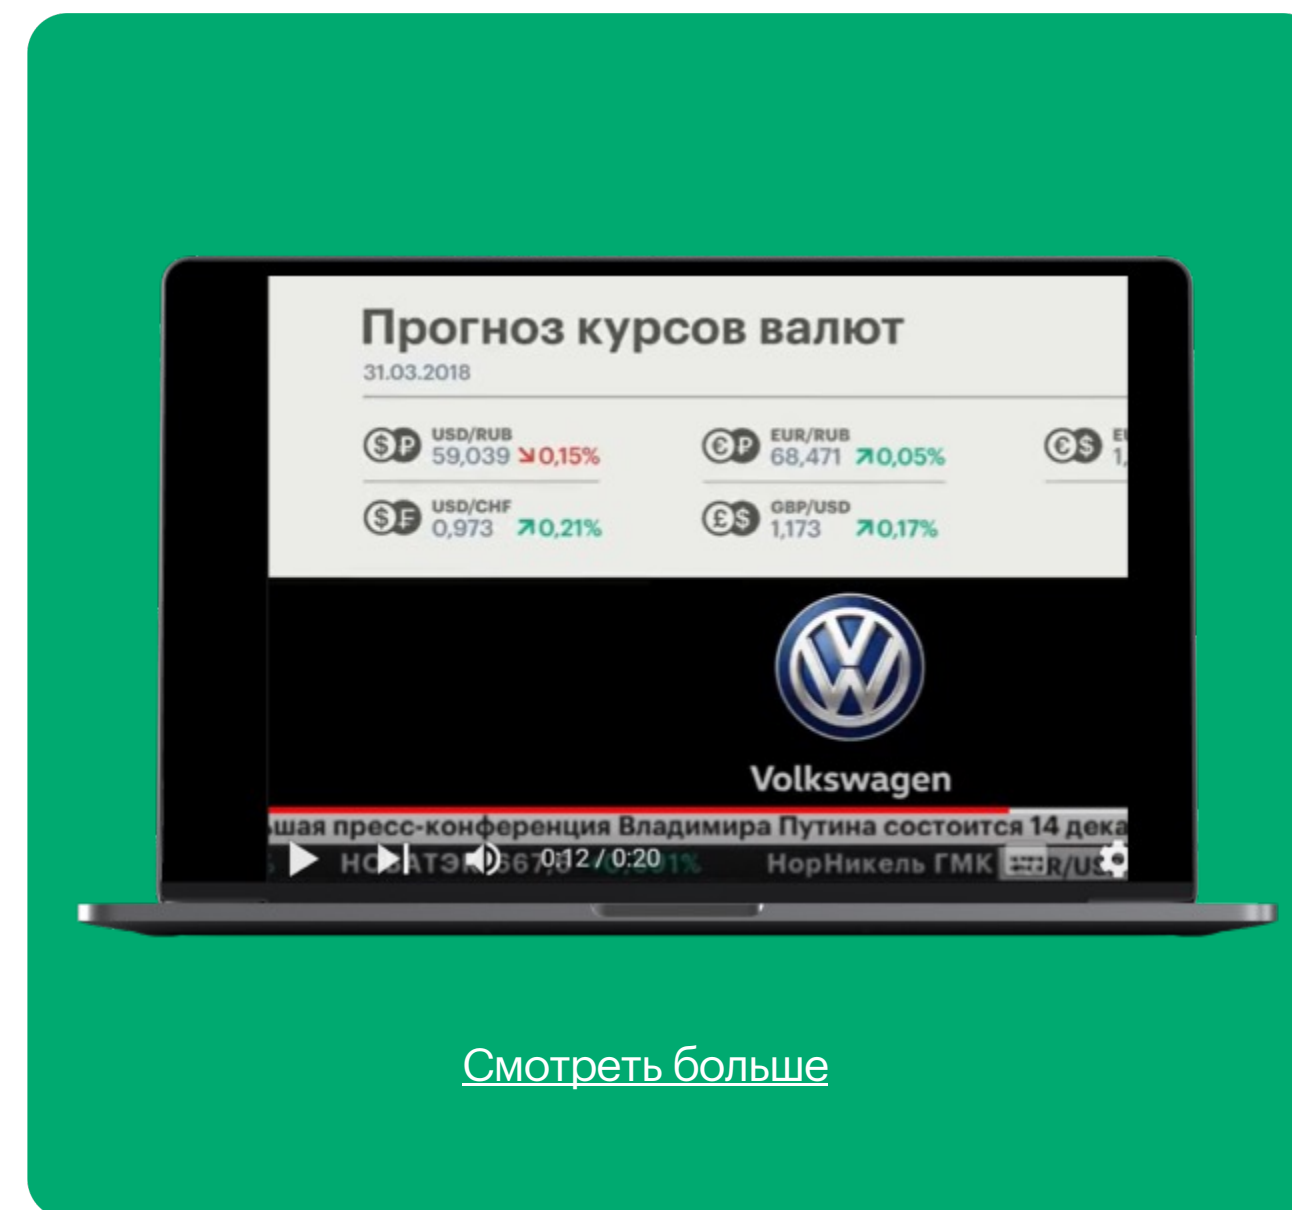 Прогноз курсов валют
31.03.2018
USD/RUB
59,039 0,15%
EUR/RUB
68,471 0,05%
USD/CHF
0,973 0,21%
GBP/USD
1,173 0,17%
Volkswagen
пресс-конференция Владимира Путина состоится 14
0:12 / 0:20
НорНикель ГМК
Смотреть больше